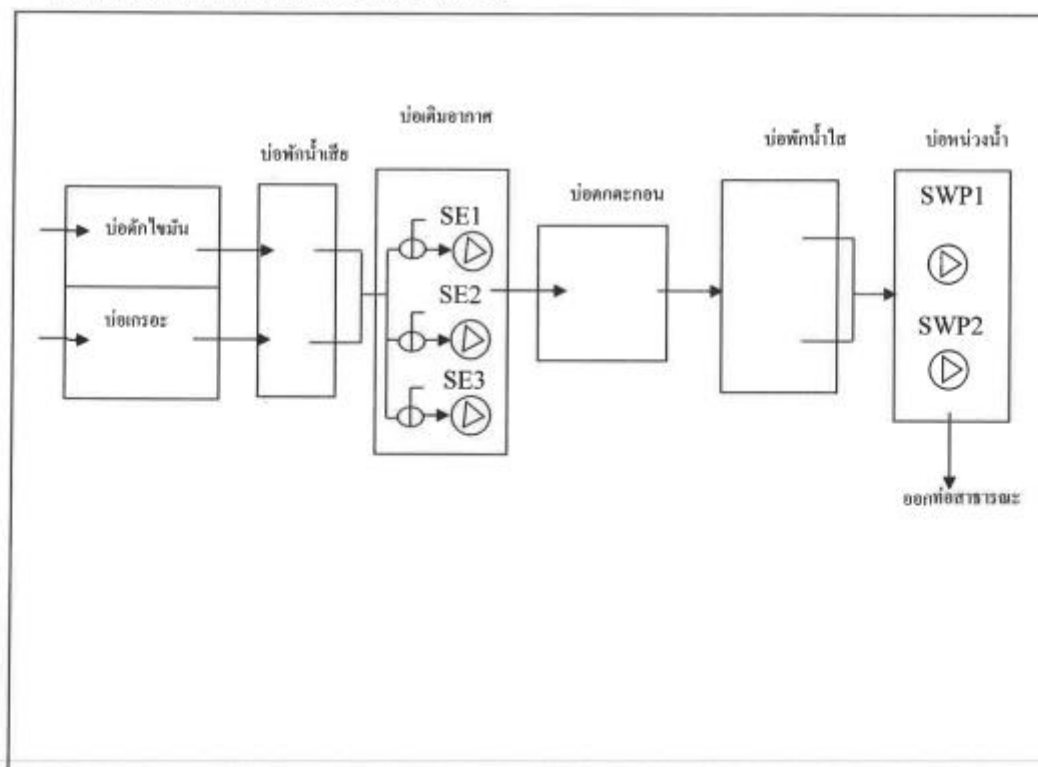 บ่อเติมอากาศ
บ่อพักน้ำเสีย
บ่อพักน้ำใส
บ่อหน่วงน้ำ
บ่อตกตะกอน
บ่อดักไขมัน
บ่อเกรอะ
SE1
SE2
SE3
SWP1
SWP2
ออกท่อสาธารณะ